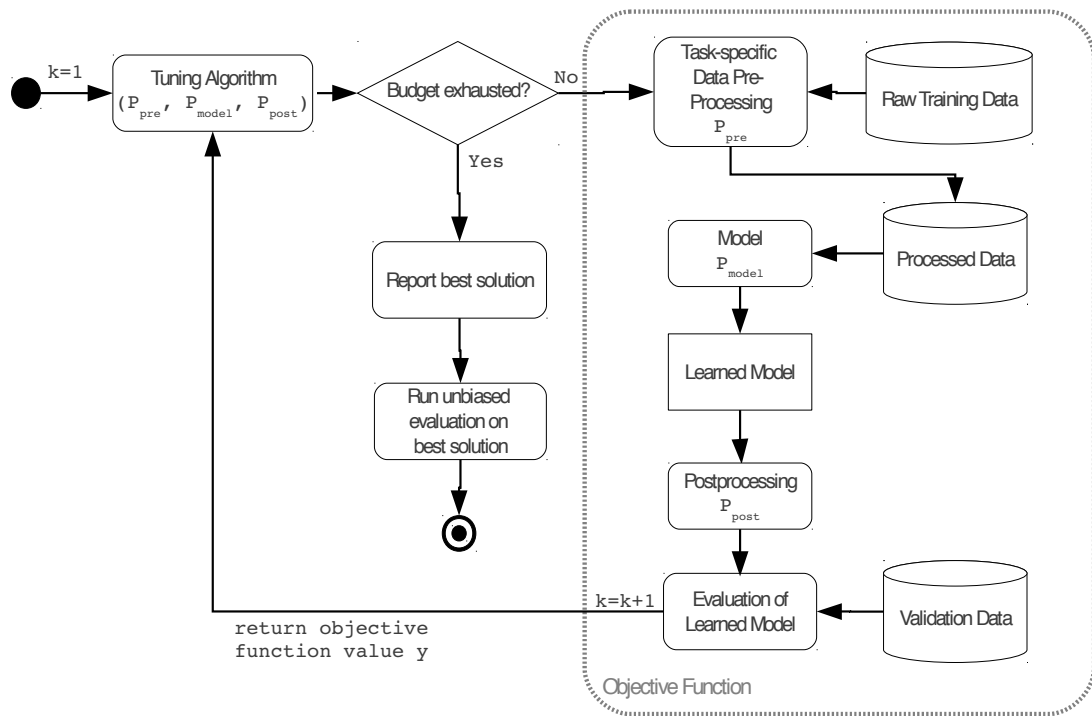 k=1
Tuning Algorithm
(P_pre, P_model, P_post)
Budget exhausted?
No
Yes
Report best solution
Run unbiased
evaluation on
best solution
Task-specific
Data Pre-
Processing
P_pre
Raw Training Data
Processed Data
Model
P_model
Learned Model
Postprocessing
P_post
Evaluation of
Learned Model
Validation Data
k=k+1
return objective
function value y
Objective Function